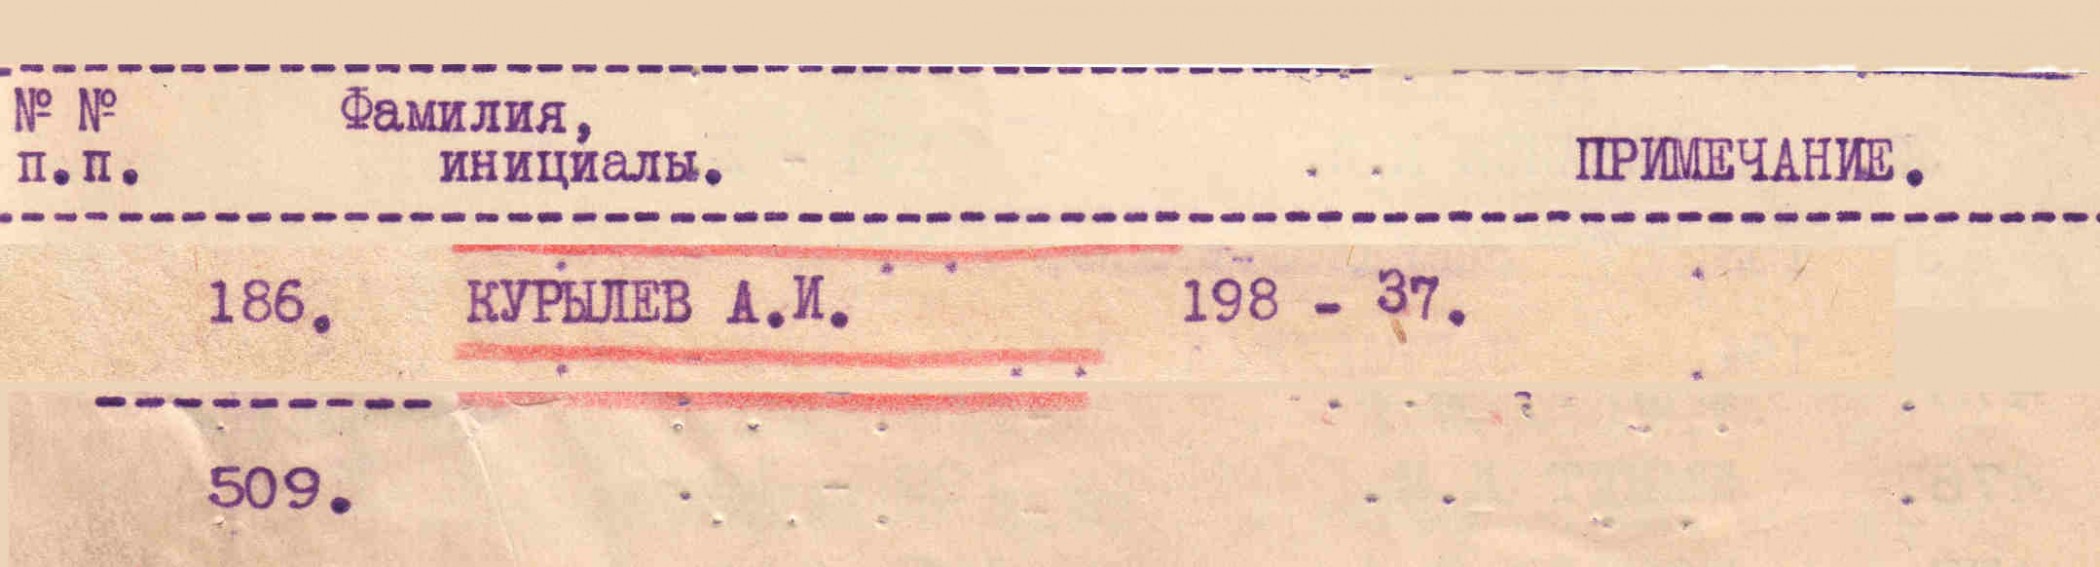 № № Фамилия,
п.п. инициалы. ПРИМЕЧАНИЕ.
186. КУРЫЛЕВ А.И. 198 - 37.
509.